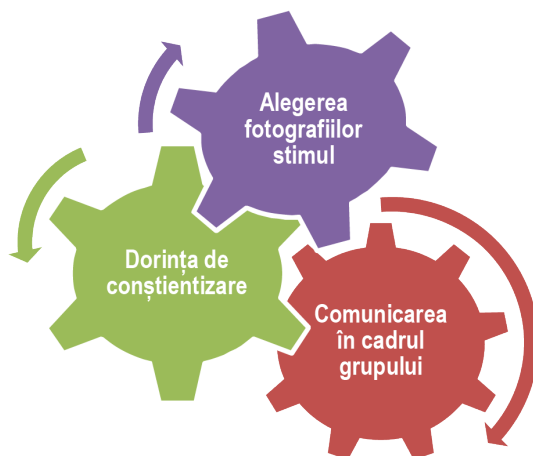 Alegerea
fotografiilor
stimul
Dorința de
conștientizare
Comunicarea
în cadrul
grupului